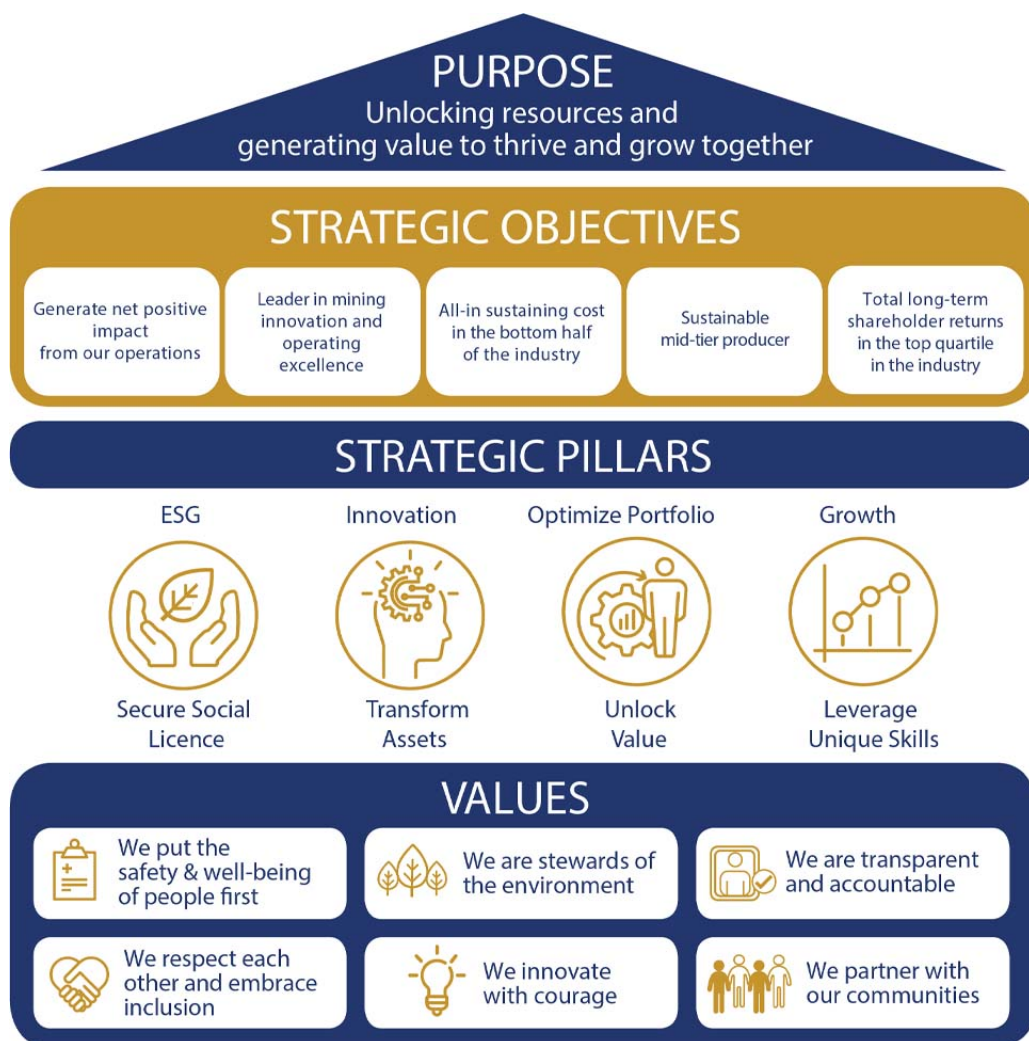 PURPOSE
Unlocking resources and
generating value to thrive and grow together
STRATEGIC OBJECTIVES
Generate net positive
impact
from our operations
Leader in mining
innovation and
operating
excellence
All-in sustaining cost
in the bottom half
of the industry
Sustainable
mid-tier producer
Total long-term
shareholder returns
in the top quartile
in the industry
STRATEGIC PILLARS
ESG
Secure Social
Licence
Innovation
Transform
Assets
Optimize Portfolio
Unlock
Value
Growth
Leverage
Unique Skills
VALUES
We put the
safety & well-being
of people first
We are stewards of
the environment
We are transparent
and accountable
We respect each
other and embrace
inclusion
We innovate
with courage
We partner with
our communities